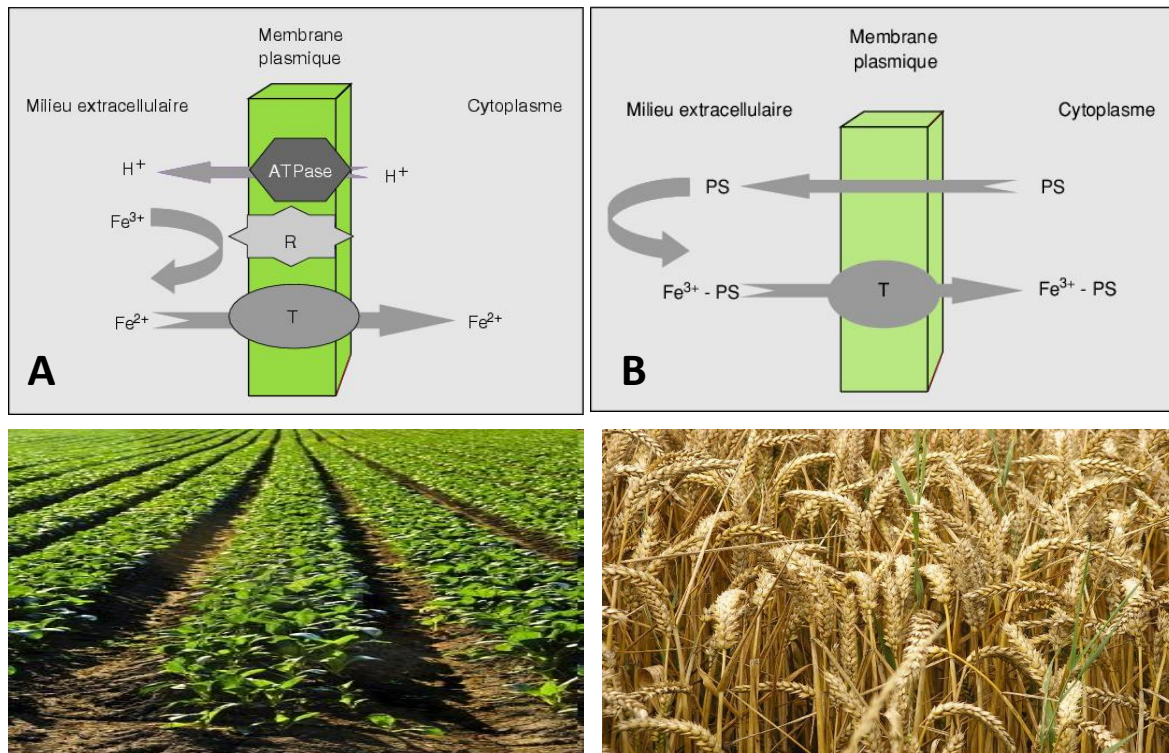 Membrane
plasmique
Milieu extracellulaire
Cytoplasme
H⁺
ATPase
H⁺
Fe³⁺
R
Fe²⁺
T
Fe²⁺
A
Membrane
plasmique
Milieu extracellulaire
Cytoplasme
PS
PS
Fe³⁺ - PS
T
Fe³⁺ - PS
B